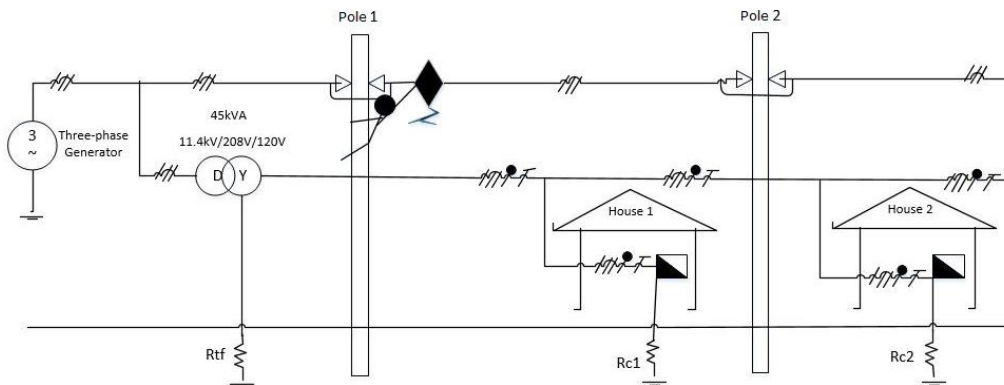 Pole 1
Pole 2
45kVA
11.4kV/208V/120V
3
~
Three-phase
Generator
D
Y
House 1
House 2
Rtf
Rc1
Rc2